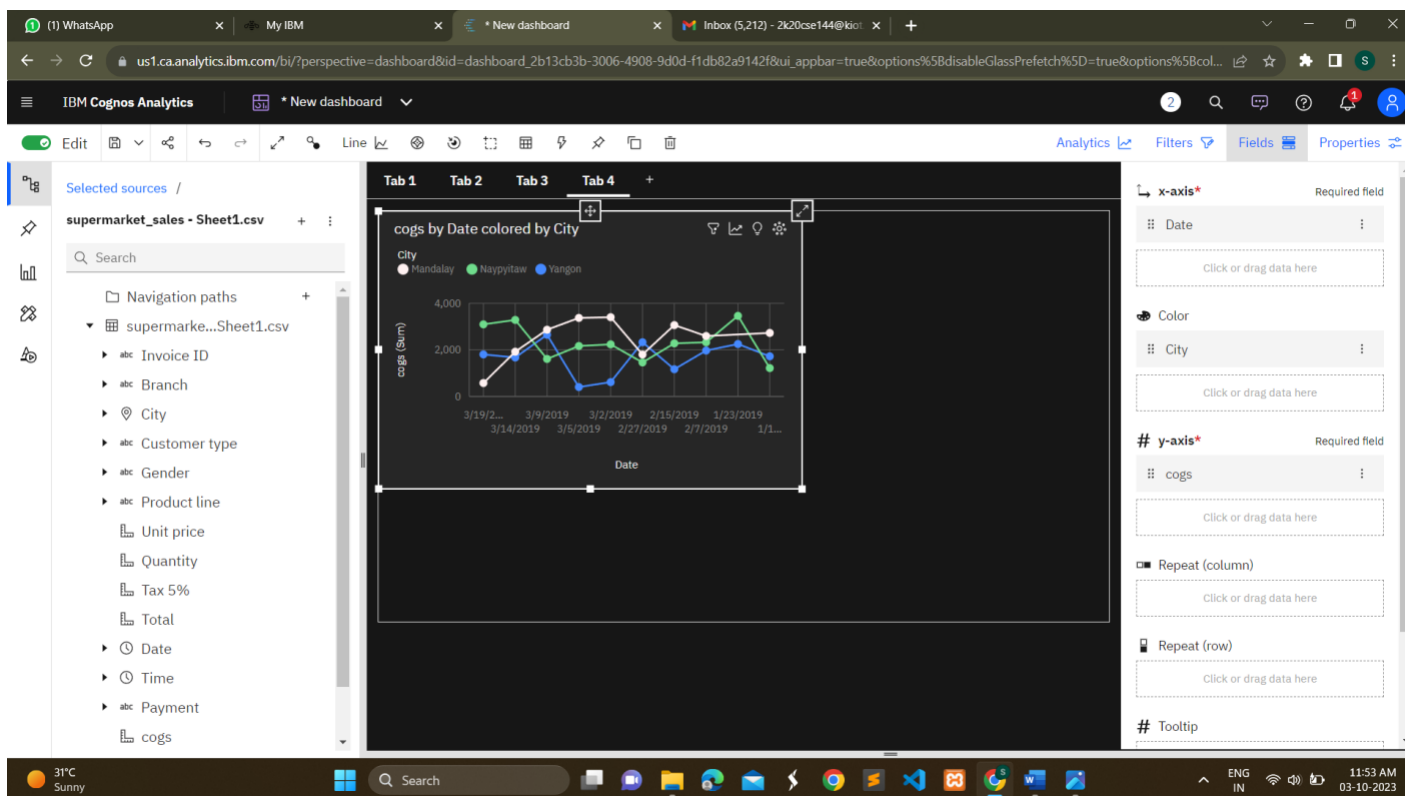 (1) WhatsApp
My IBM
* New dashboard
Inbox (5,212) - 2k20cse144@kiot
us1.ca.analytics.ibm.com/bi/?perspective=dashboard&id=dashboard_2b13cb3b-3006-4908-9d0d-f1db82a9142f&ui_appbar=true&options%5BdisableGlassPrefetch%5D=true&options%5Bcol...
S
IBM Cognos Analytics
* New dashboard
2
1
Edit
Line
Analytics
Filters
Fields
Properties
Selected sources /
supermarket_sales - Sheet1.csv
Search
Navigation paths
supermarke...Sheet1.csv
abc Invoice ID
abc Branch
City
abc Customer type
abc Gender
abc Product line
Unit price
Quantity
Tax 5%
Total
Date
Time
abc Payment
cogs
Tab 1 Tab 2 Tab 3 Tab 4 +
cogs by Date colored by City
City
Mandalay Naypyitaw Yangon
cogs (Sum)
4,000
2,000
0
3/19/2... 3/9/2019 3/2/2019 2/15/2019 1/23/2019
3/14/2019 3/5/2019 2/27/2019 2/7/2019 1/1...
Date
x-axis* Required field
Date
Click or drag data here
Color
City
Click or drag data here
# y-axis* Required field
cogs
Click or drag data here
Repeat (column)
Click or drag data here
Repeat (row)
Click or drag data here
# Tooltip
31°C
Sunny
Search
ENG
IN
11:53 AM
03-10-2023